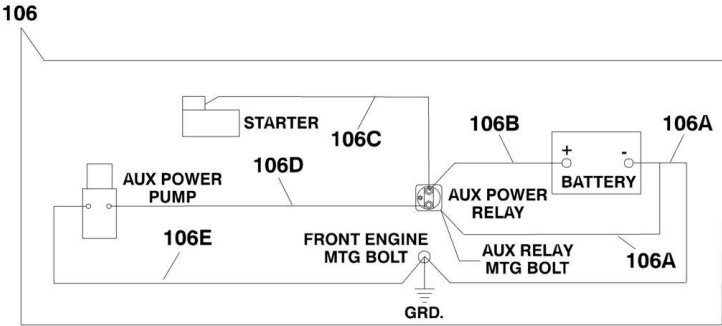 106
STARTER
106C
106B
106A
+
-
BATTERY
106D
AUX POWER
PUMP
AUX POWER
RELAY
106E
FRONT ENGINE
MTG BOLT
AUX RELAY
MTG BOLT
106A
GRD.